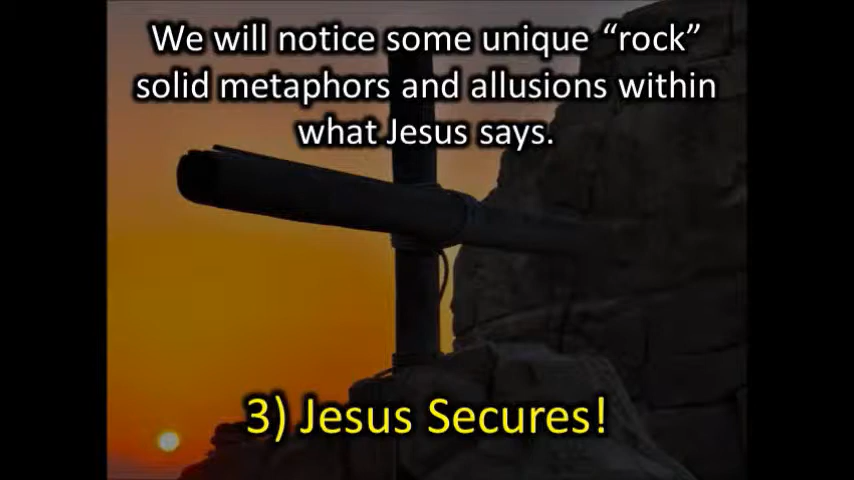 We will notice some unique “rock”
solid metaphors and allusions within
what Jesus says.
3) Jesus Secures!